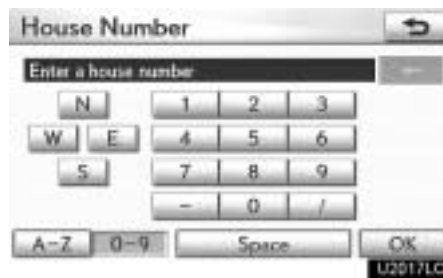 House Number
Enter a house number
N 1 2 3
W E 4 5 6
S 7 8 9
- 0 /
A-Z 0-9 Space OK
U2017LC